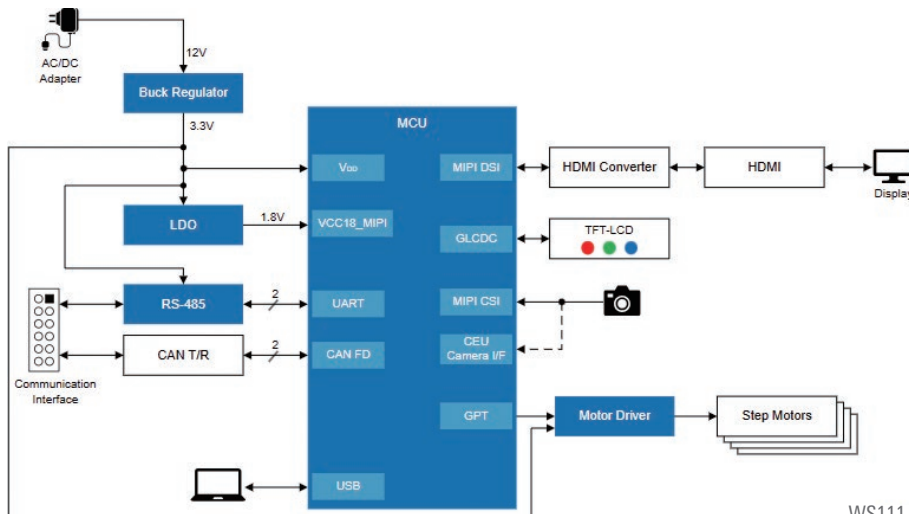 12V
AC/DC
Adapter
Buck Regulator
3.3V
MCU
VDD
MIPI DSI
HDMI Converter
HDMI
Display
LDO
1.8V
VCC18_MIPI
GLCDC
TFT-LCD
RS-485
2
UART
MIPI CSI
CAN T/R
2
CAN FD
CEU
Camera I/F
Communication
Interface
GPT
Motor Driver
Step Motors
USB
WS111